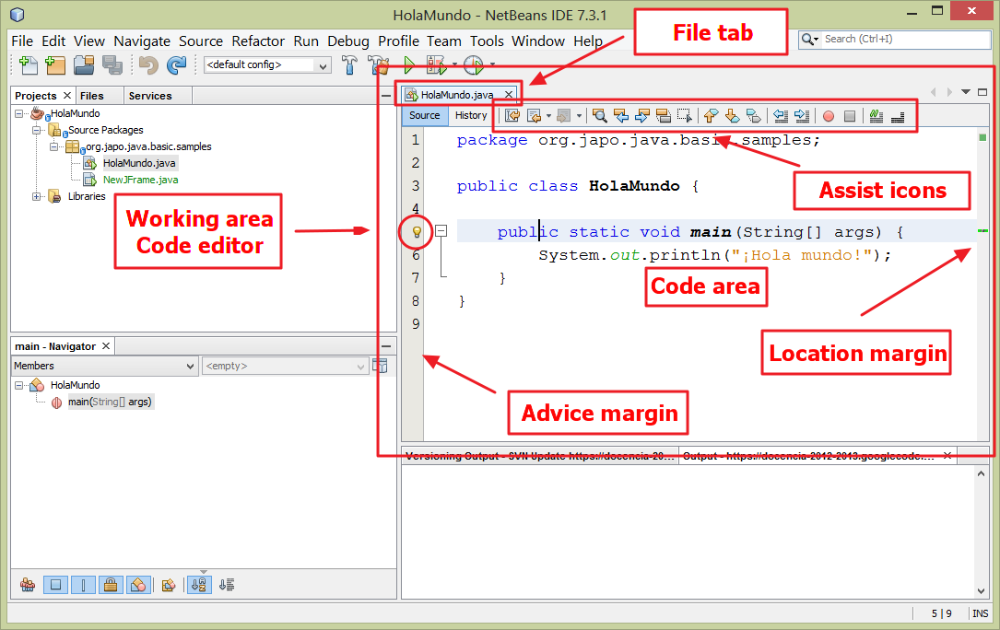 HolaMundo - NetBeans IDE 7.3.1
File Edit View Navigate Source Refactor Run Debug Profile Team Tools Window Help
Search (Ctrl+I)
File tab
<default config>
Projects Files Services
HolaMundo.java
Source History
HolaMundo
Source Packages
org.japo.java.basic.samples
HolaMundo.java
NewJFrame.java
Libraries
Working area
Code editor
1 package org.japo.java.basic.samples;
2
3 public class HolaMundo {
4
public static void main(String[] args) {
6 System.out.println("¡Hola mundo!");
7 }
8 }
9
Assist icons
Code area
Location margin
Advice margin
main - Navigator
Members
<empty>
HolaMundo
main(String[] args)
Versioning Output - SVN Update https://docencia-20... Output - https://docencia-2012-2013.googlecode....
5 | 9 INS